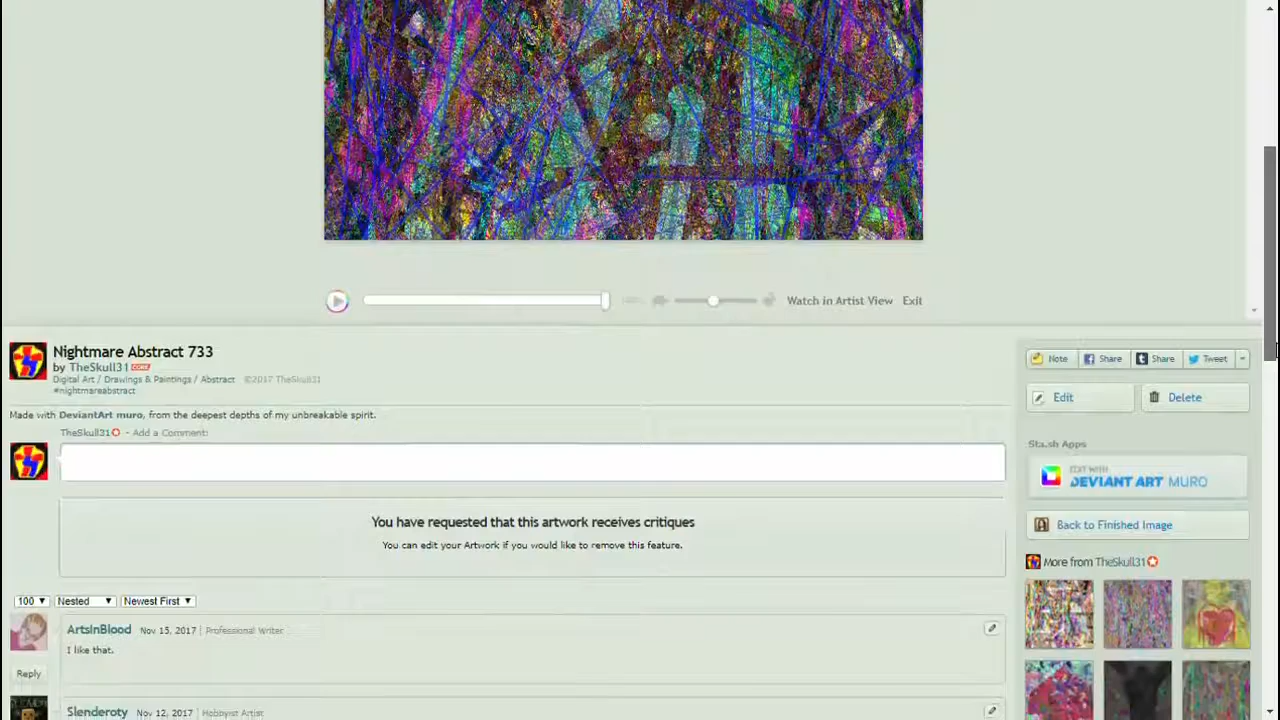 Watch in Artist View Exit
Nightmare Abstract 733
by TheSkull31 CORE
Digital Art / Drawings & Paintings / Abstract ©2017 TheSkull31
#nightmareabstract
Made with DeviantArt muro, from the deepest depths of my unbreakable spirit.
TheSkull31 - Add a Comment:
You have requested that this artwork receives critiques
You can edit your Artwork if you would like to remove this feature.
100 Nested Newest First
ArtsInBlood Nov 15, 2017 | Professional Writer
I like that.
Reply
Slenderoty Nov 12, 2017 | Hobbyist Artist
Note Share Share Tweet
Edit Delete
Sta.sh Apps
EDIT WITH
DEVIANT ART MURO
Back to Finished Image
More from TheSkull31